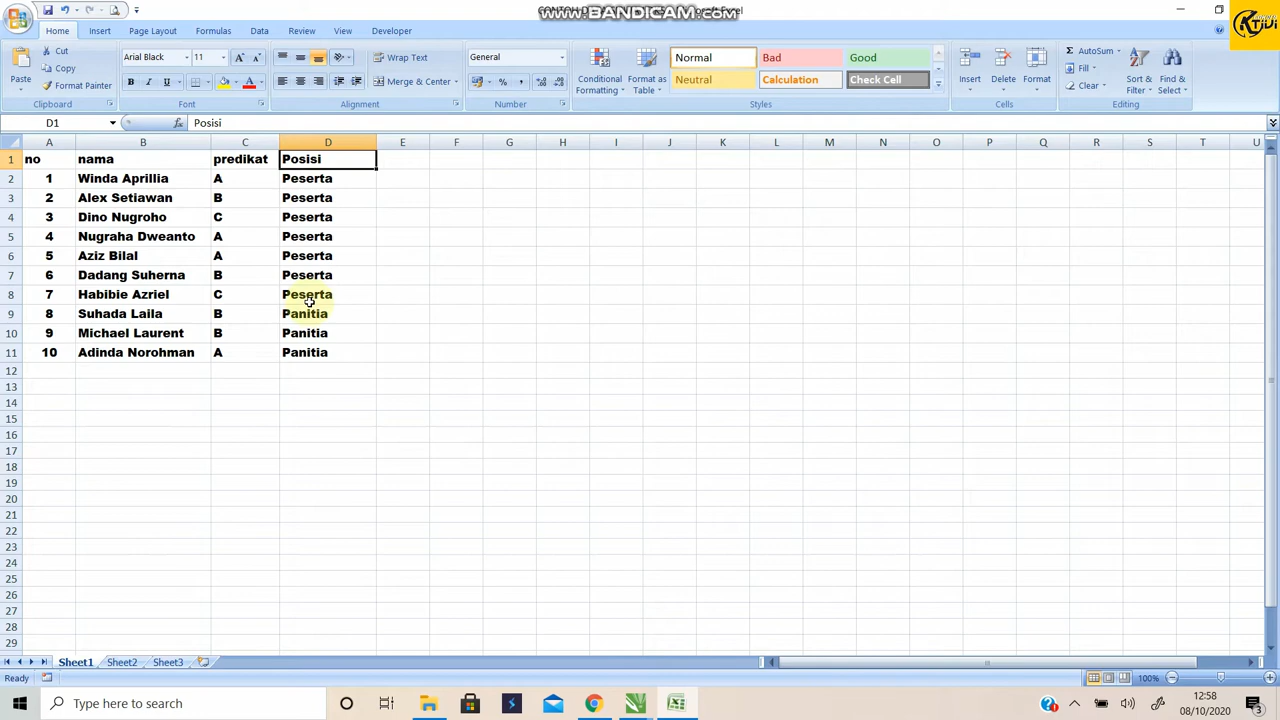 www.BANDICAM.com
KTIVI
Home Insert Page Layout Formulas Data Review View Developer
Paste
Cut
Copy
Format Painter
Clipboard
Arial Black 11
B I U
Font
Wrap Text
Merge & Center
Alignment
General
Number
Conditional Formatting
Format as Table
Normal Bad Good
Neutral Calculation Check Cell
Styles
Insert Delete Format
Cells
AutoSum
Fill
Clear
Sort & Filter
Find & Select
Editing
D1 fx Posisi
A B C D E F G H I J K L M N O P Q R S T U
1 no nama predikat Posisi
2 1 Winda Aprillia A Peserta
3 2 Alex Setiawan B Peserta
4 3 Dino Nugroho C Peserta
5 4 Nugraha Dweanto A Peserta
6 5 Aziz Bilal A Peserta
7 6 Dadang Suherna B Peserta
8 7 Habibie Azriel C Peserta
9 8 Suhada Laila B Panitia
10 9 Michael Laurent B Panitia
11 10 Adinda Norohman A Panitia
12
13
14
15
16
17
18
19
20
21
22
23
24
25
26
27
28
29
Sheet1 Sheet2 Sheet3
Ready 100%
Type here to search
12:58
08/10/2020
3